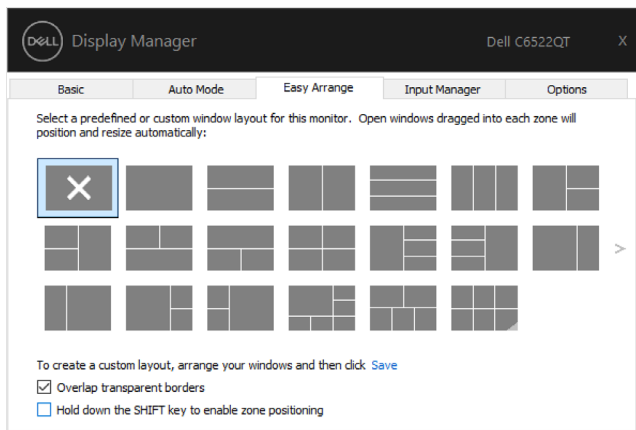 DELL Display Manager Dell C6522QT X
Basic Auto Mode Easy Arrange Input Manager Options
Select a predefined or custom window layout for this monitor. Open windows dragged into each zone will
position and resize automatically:
>
To create a custom layout, arrange your windows and then click Save
Overlap transparent borders
Hold down the SHIFT key to enable zone positioning